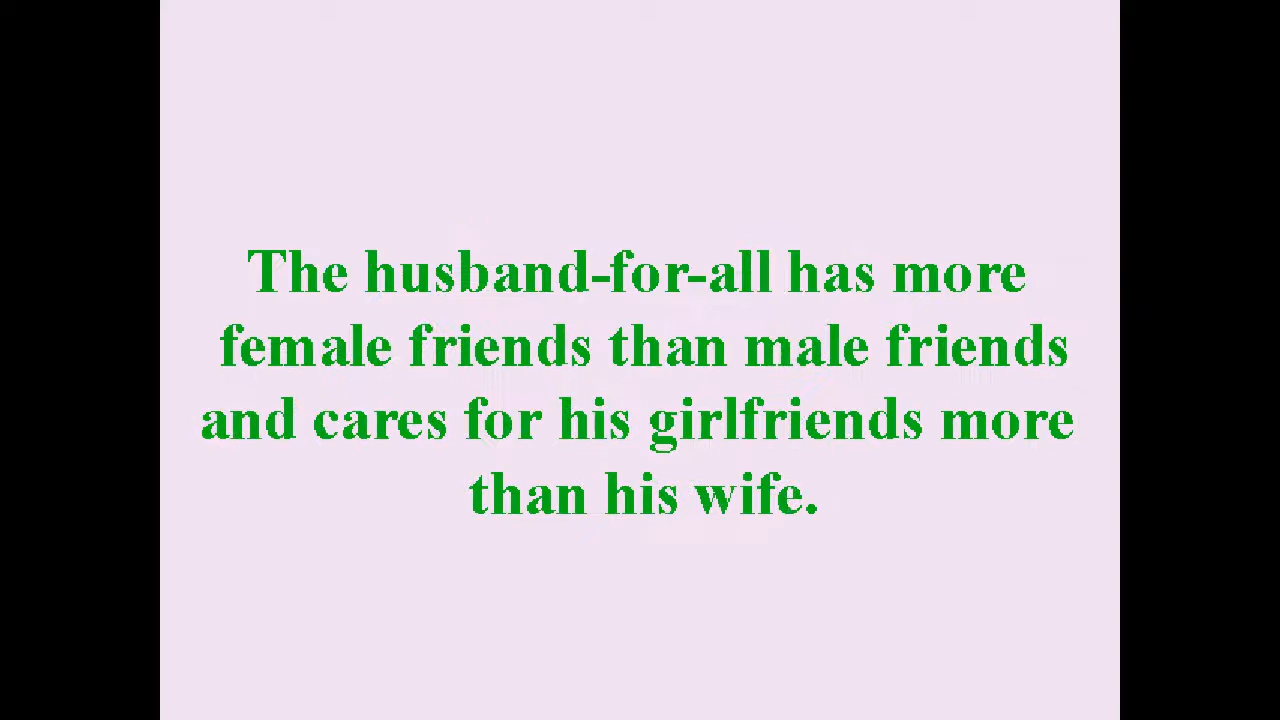 The husband-for-all has more
female friends than male friends
and cares for his girlfriends more
than his wife.